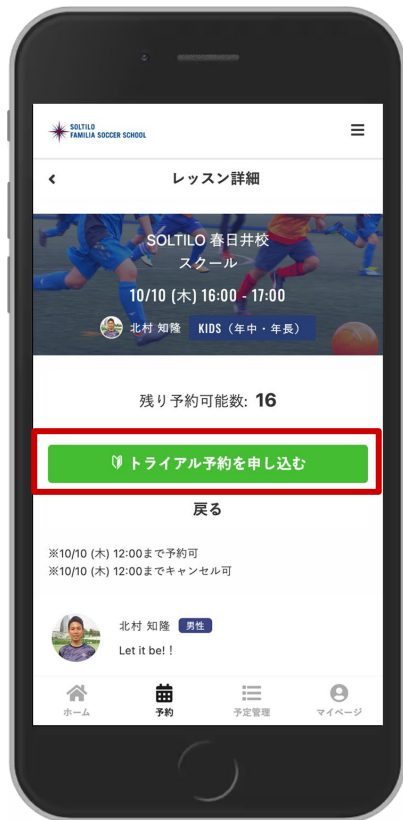 SOLTILO
FAMILIA SOCCER SCHOOL
レッスン詳細
SOLTILO 春日井校
スクール
10/10 (木) 16:00 - 17:00
北村 知隆 KIDS（年中・年長）
残り予約可能数: 16
トライアル予約を申し込む
戻る
※10/10 (木) 12:00まで予約可
※10/10 (木) 12:00までキャンセル可
北村 知隆 男性
Let it be!！
ホーム 予約 予定管理 マイページ